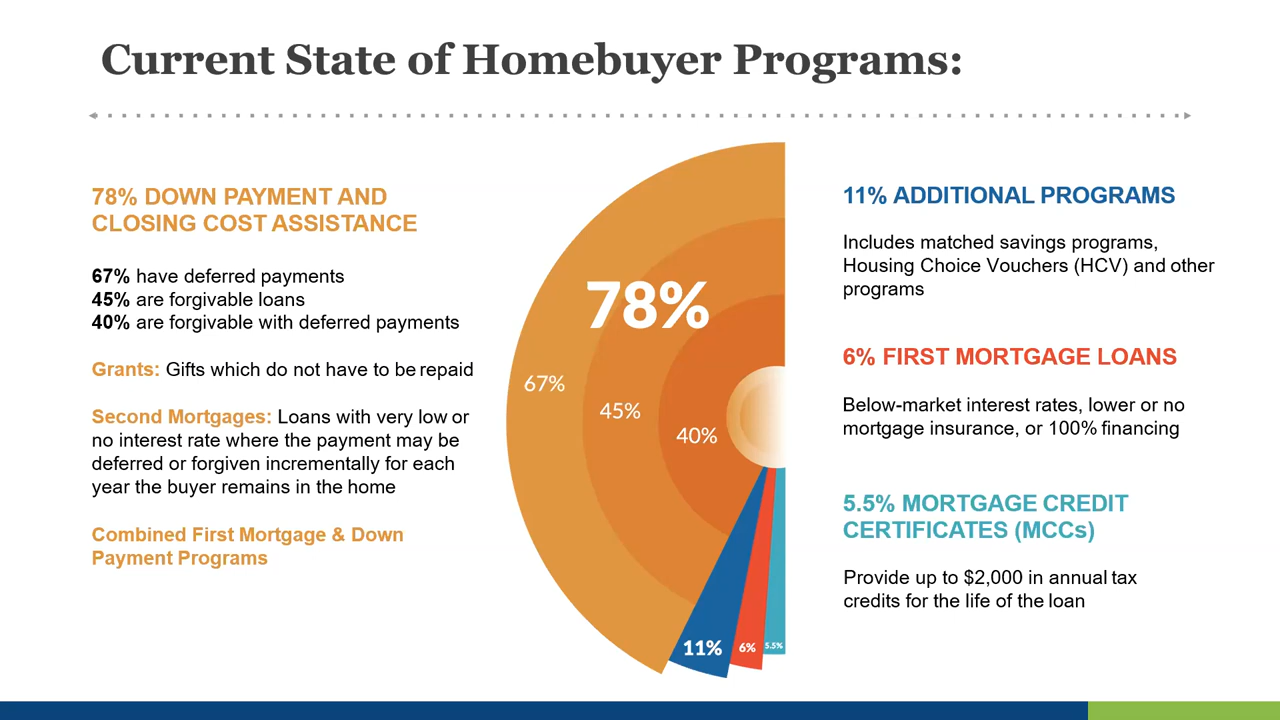 Current State of Homebuyer Programs:
78% DOWN PAYMENT AND
CLOSING COST ASSISTANCE
67% have deferred payments
45% are forgivable loans
40% are forgivable with deferred payments
Grants: Gifts which do not have to be repaid
Second Mortgages: Loans with very low or
no interest rate where the payment may be
deferred or forgiven incrementally for each
year the buyer remains in the home
Combined First Mortgage & Down
Payment Programs
78%
67%
45%
40%
11%
6%
5.5%
11% ADDITIONAL PROGRAMS
Includes matched savings programs,
Housing Choice Vouchers (HCV) and other
programs
6% FIRST MORTGAGE LOANS
Below-market interest rates, lower or no
mortgage insurance, or 100% financing
5.5% MORTGAGE CREDIT
CERTIFICATES (MCCs)
Provide up to $2,000 in annual tax
credits for the life of the loan